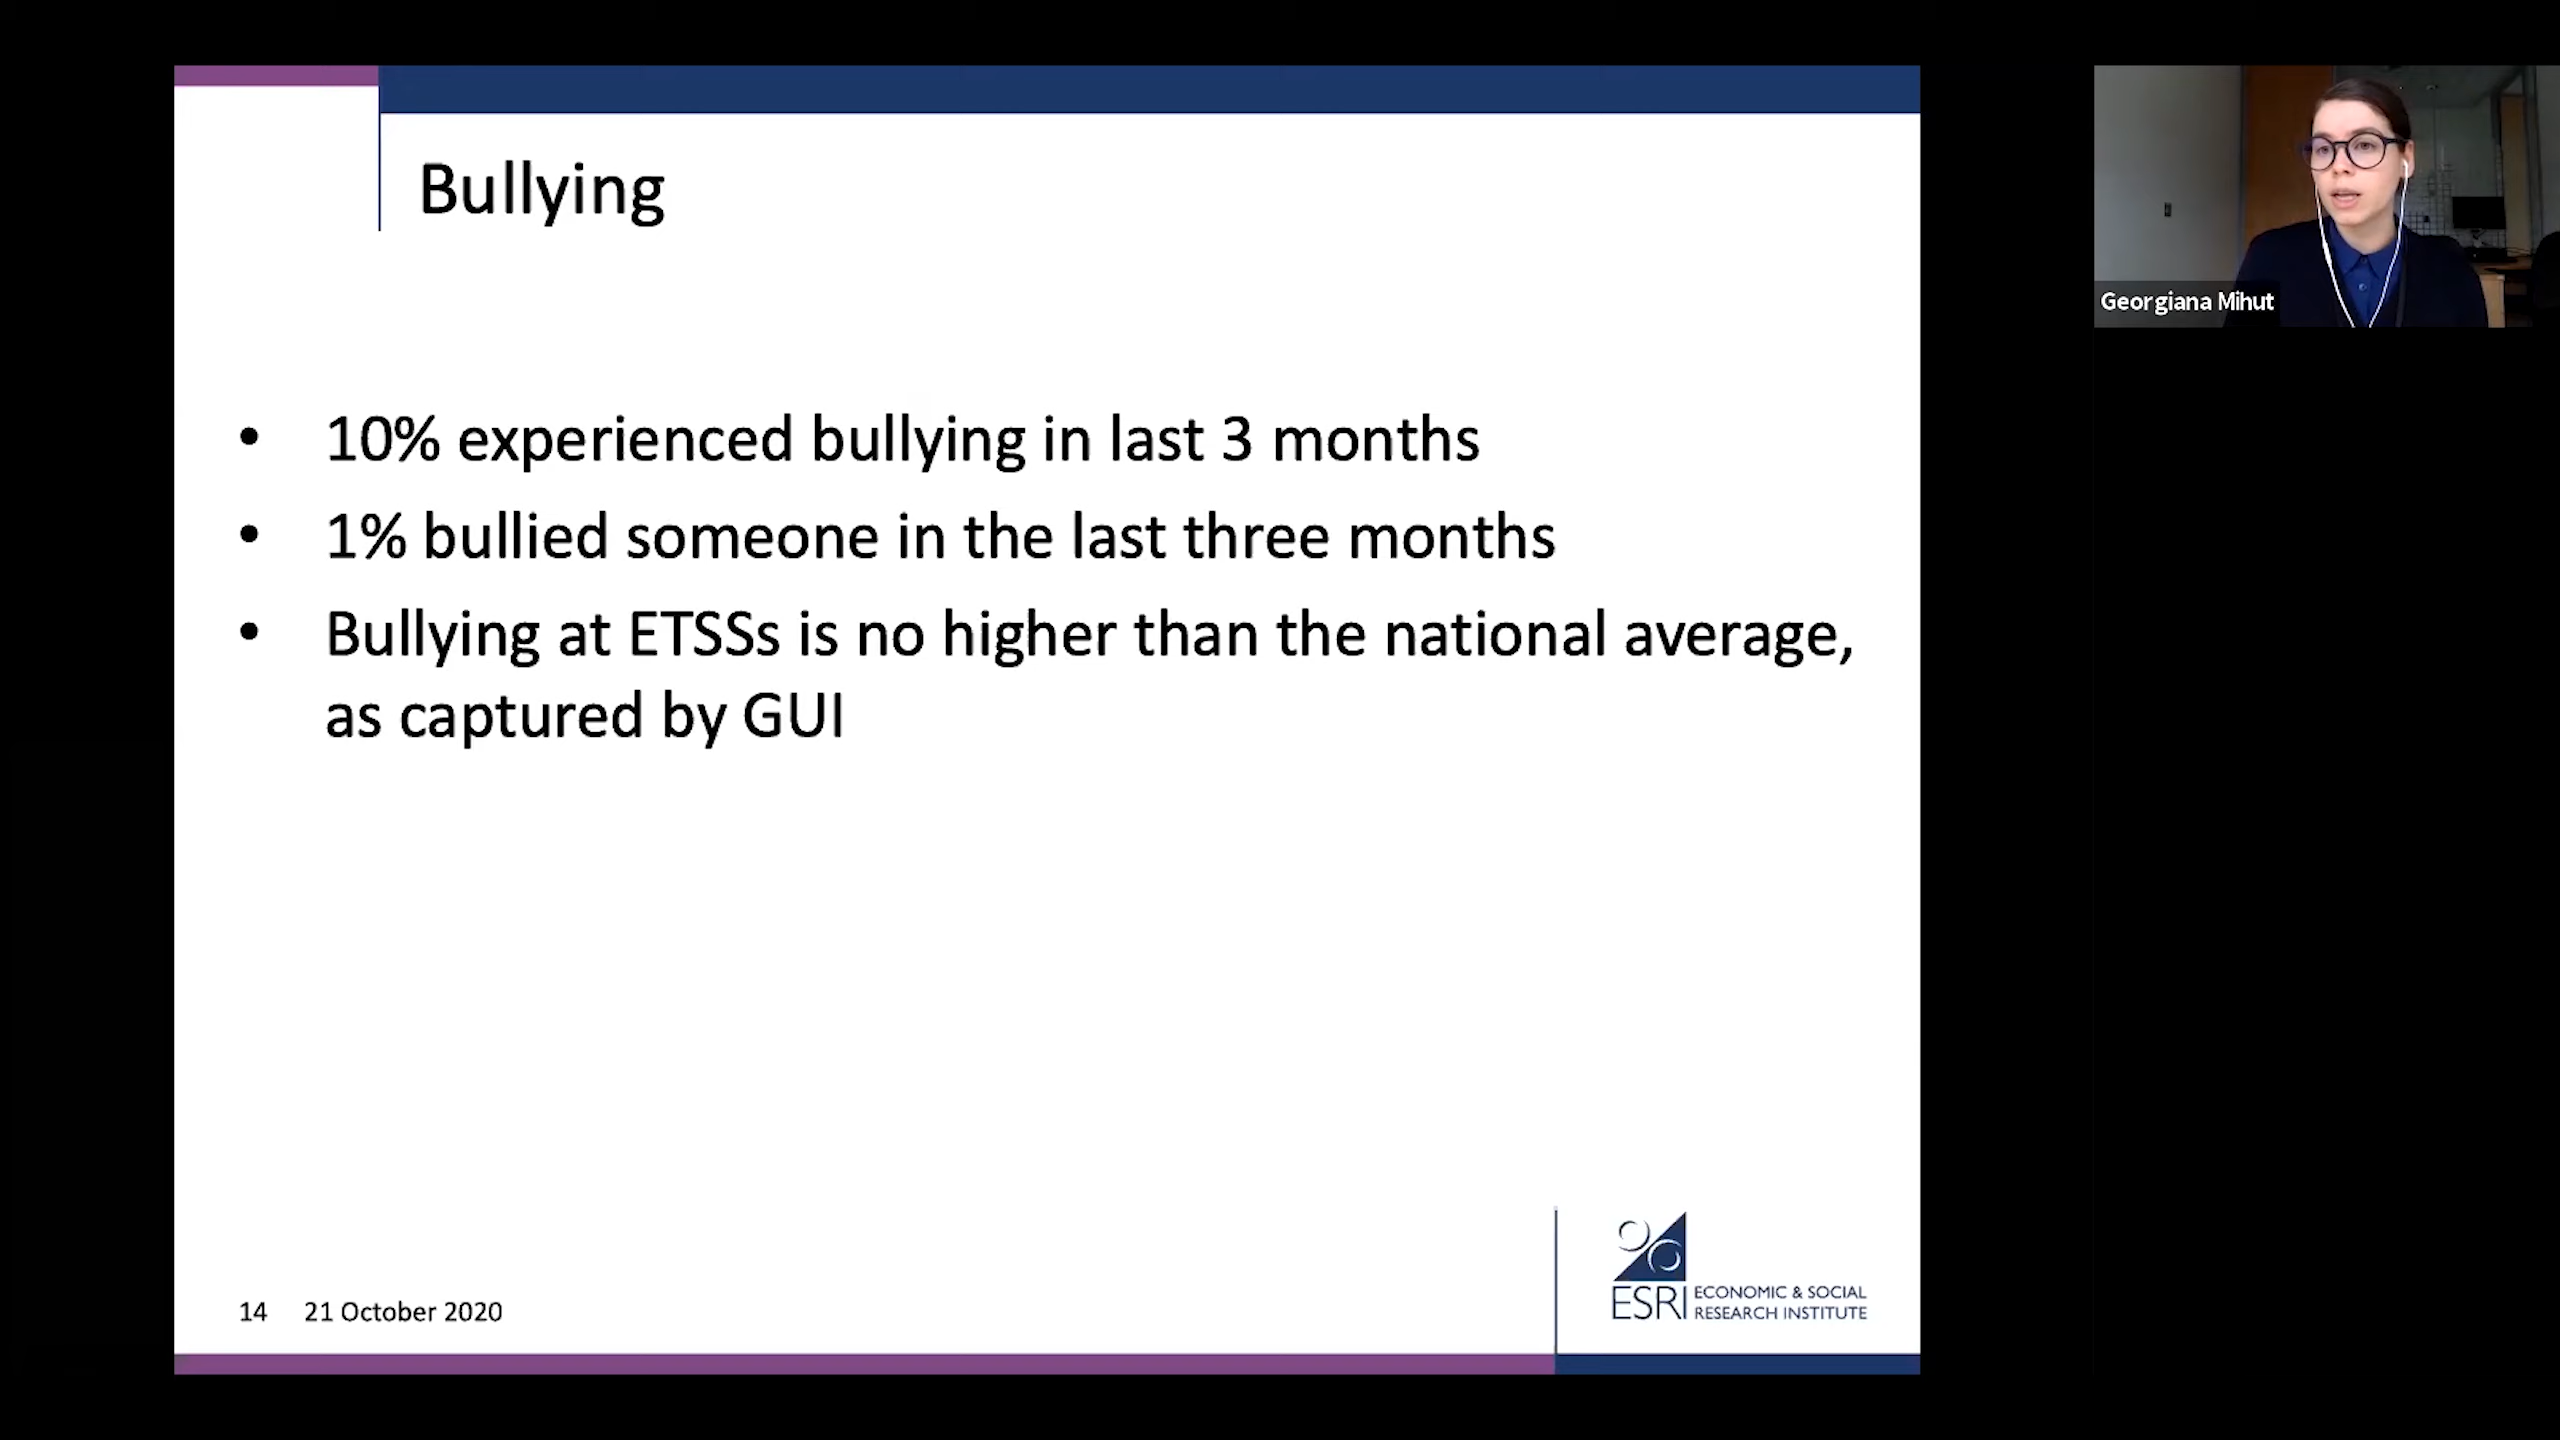 Bullying
• 10% experienced bullying in last 3 months
• 1% bullied someone in the last three months
• Bullying at ETSSs is no higher than the national average,
as captured by GUI
14 21 October 2020
ESRI ECONOMIC & SOCIAL
RESEARCH INSTITUTE
Georgiana Mihut